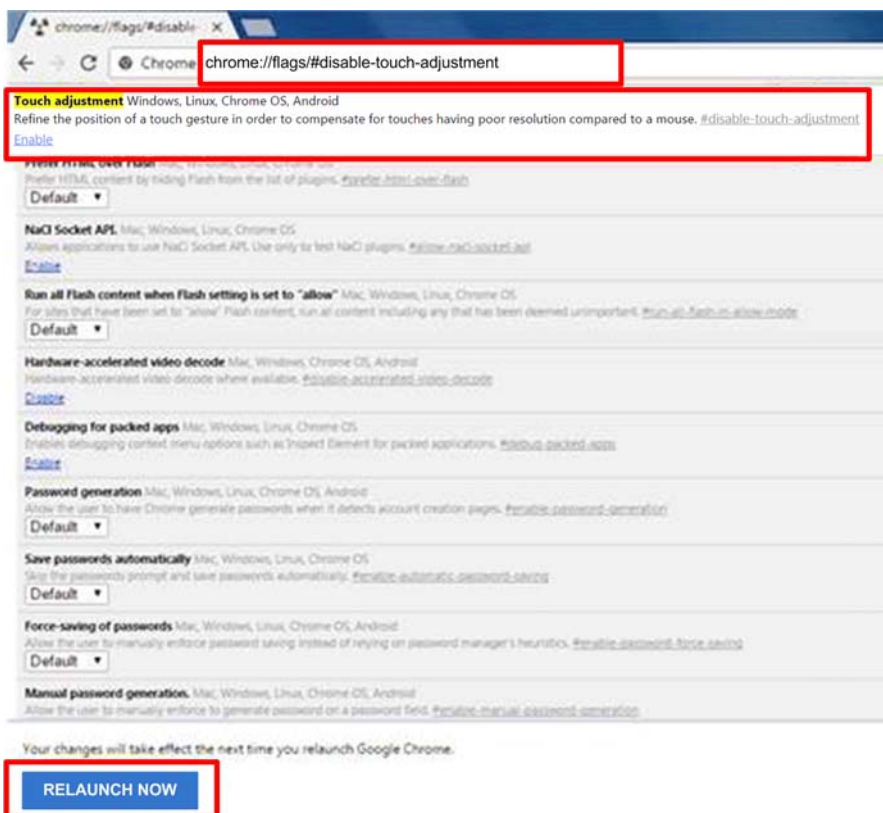 chrome://flags/#disable-
Chrome chrome://flags/#disable-touch-adjustment
Touch adjustment Windows, Linux, Chrome OS, Android
Refine the position of a touch gesture in order to compensate for touches having poor resolution compared to a mouse. #disable-touch-adjustment
Enable
Prefer HTML over Flash Mac, Windows, Linux, Chrome OS
Prefer HTML content by hiding Flash from the list of plugins. #prefer-html-over-flash
Default
NaCl Socket API. Mac, Windows, Linux, Chrome OS
Allows applications to use NaCl Socket API. Use only to test NaCl plugins. #allow-nacl-socket-api
Enable
Run all Flash content when Flash setting is set to "allow" Mac, Windows, Linux, Chrome OS
For sites that have been set to "allow" Flash content, run all content including any that has been deemed unimportant. #run-all-flash-in-allow-mode
Default
Hardware-accelerated video decode Mac, Windows, Chrome OS, Android
Hardware-accelerated video decode where available. #disable-accelerated-video-decode
Disable
Debugging for packed apps Mac, Windows, Linux, Chrome OS
Enables debugging context menu options such as Inspect Element for packed applications. #debug-packed-apps
Enable
Password generation Mac, Windows, Linux, Chrome OS, Android
Allow the user to have Chrome generate passwords when it detects account creation pages. #enable-password-generation
Default
Save passwords automatically Mac, Windows, Linux, Chrome OS
Skip the passwords prompt and save passwords automatically. #enable-automatic-password-saving
Default
Force-saving of passwords Mac, Windows, Linux, Chrome OS, Android
Allow the user to manually enforce password saving instead of relying on password manager's heuristics. #enable-password-force-saving
Default
Manual password generation. Mac, Windows, Linux, Chrome OS, Android
Allow the user to manually enforce to generate password on a password field. #enable-manual-password-generation
Your changes will take effect the next time you relaunch Google Chrome.
RELAUNCH NOW